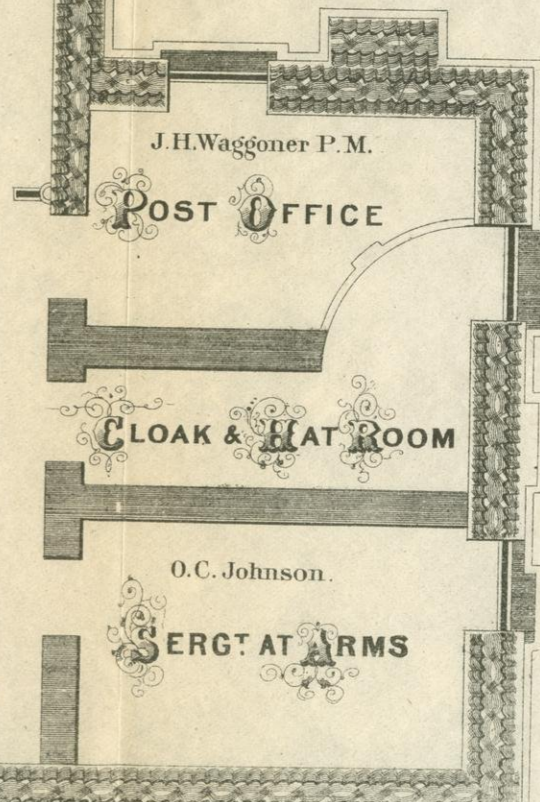 J.H.Waggoner P.M.
POST OFFICE
CLOAK & HAT ROOM
O.C. Johnson.
SERGT. AT ARMS